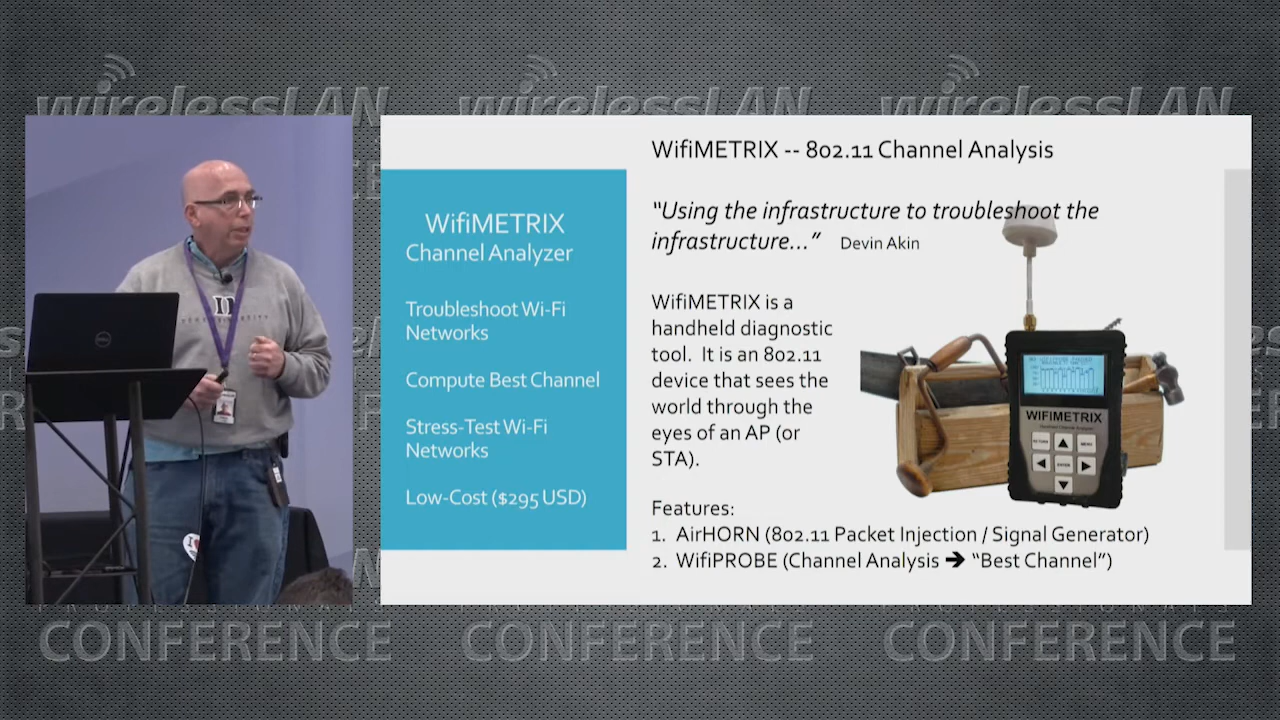 wirelessLAN wirelessLAN wirelessLAN
WifiMETRIX -- 802.11 Channel Analysis
WifiMETRIX
Channel Analyzer
Troubleshoot Wi-Fi
Networks
Compute Best Channel
Stress-Test Wi-Fi
Networks
Low-Cost ($295 USD)
“Using the infrastructure to troubleshoot the
infrastructure…” Devin Akin
WifiMETRIX is a
handheld diagnostic
tool. It is an 802.11
device that sees the
world through the
eyes of an AP (or
STA).
WIFIMETRIX
Handheld Channel Analyzer
RETURN
MENU
ENTER
Features:
1. AirHORN (802.11 Packet Injection / Signal Generator)
2. WifiPROBE (Channel Analysis ➔ “Best Channel”)
CONFERENCE CONFERENCE CONFERENCE